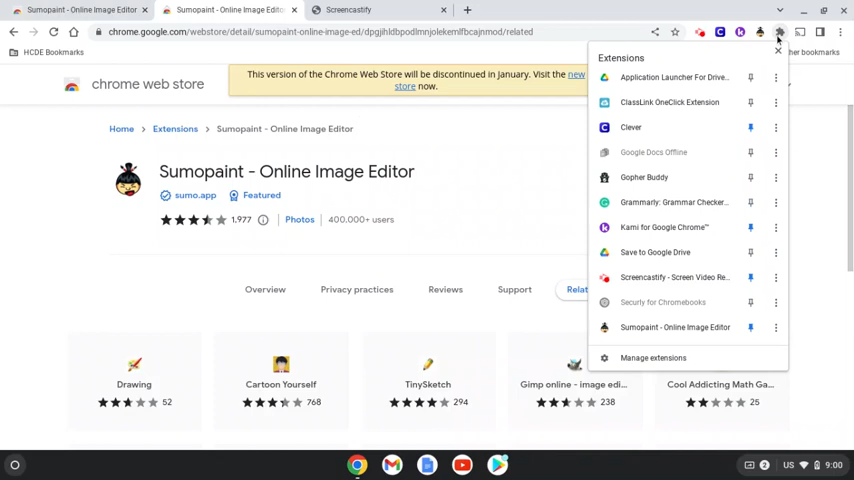 Sumopaint - Online Image Editor
Sumopaint - Online Image Editor
Screencastify
chrome.google.com/webstore/detail/sumopaint-online-image-ed/dpgjihldbpodlmnjolekemlfbcajnmod/related
HCDE Bookmarks
her bookmarks
Extensions
chrome web store
This version of the Chrome Web Store will be discontinued in January. Visit the new
store now.
Application Launcher For Drive...
ClassLink OneClick Extension
Clever
Google Docs Offline
Gopher Buddy
Grammarly: Grammar Checker...
Kami for Google Chrome™
Save to Google Drive
Screencastify - Screen Video Re...
Securly for Chromebooks
Sumopaint - Online Image Editor
Manage extensions
Home
Extensions
Sumopaint - Online Image Editor
Sumopaint - Online Image Editor
sumo.app
Featured
1,977
Photos
400,000+ users
Overview
Privacy practices
Reviews
Support
Relat
Drawing
52
Cartoon Yourself
768
TinySketch
294
Gimp online - image edi...
238
Cool Addicting Math Ga...
25
2
US
9:00